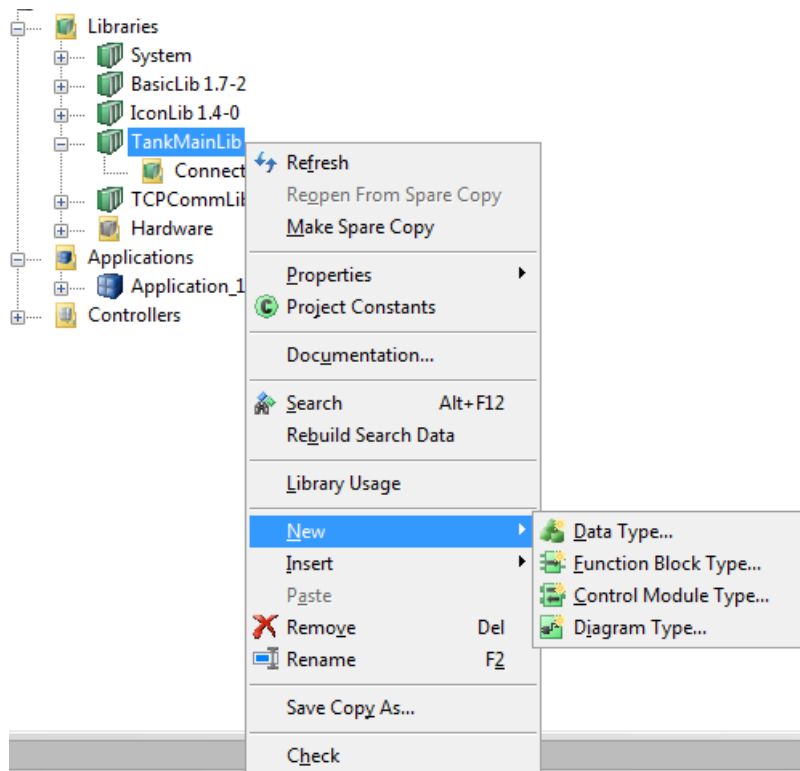 Libraries
System
BasicLib 1.7-2
IconLib 1.4-0
TankMainLib
Connect
TCPCommLib
Hardware
Applications
Application_1
Controllers
Refresh
Reopen From Spare Copy
Make Spare Copy
Properties
Project Constants
Documentation...
Search Alt+F12
Rebuild Search Data
Library Usage
New
Insert
Paste
Remove Del
Rename F2
Save Copy As...
Check
Data Type...
Function Block Type...
Control Module Type...
Diagram Type...